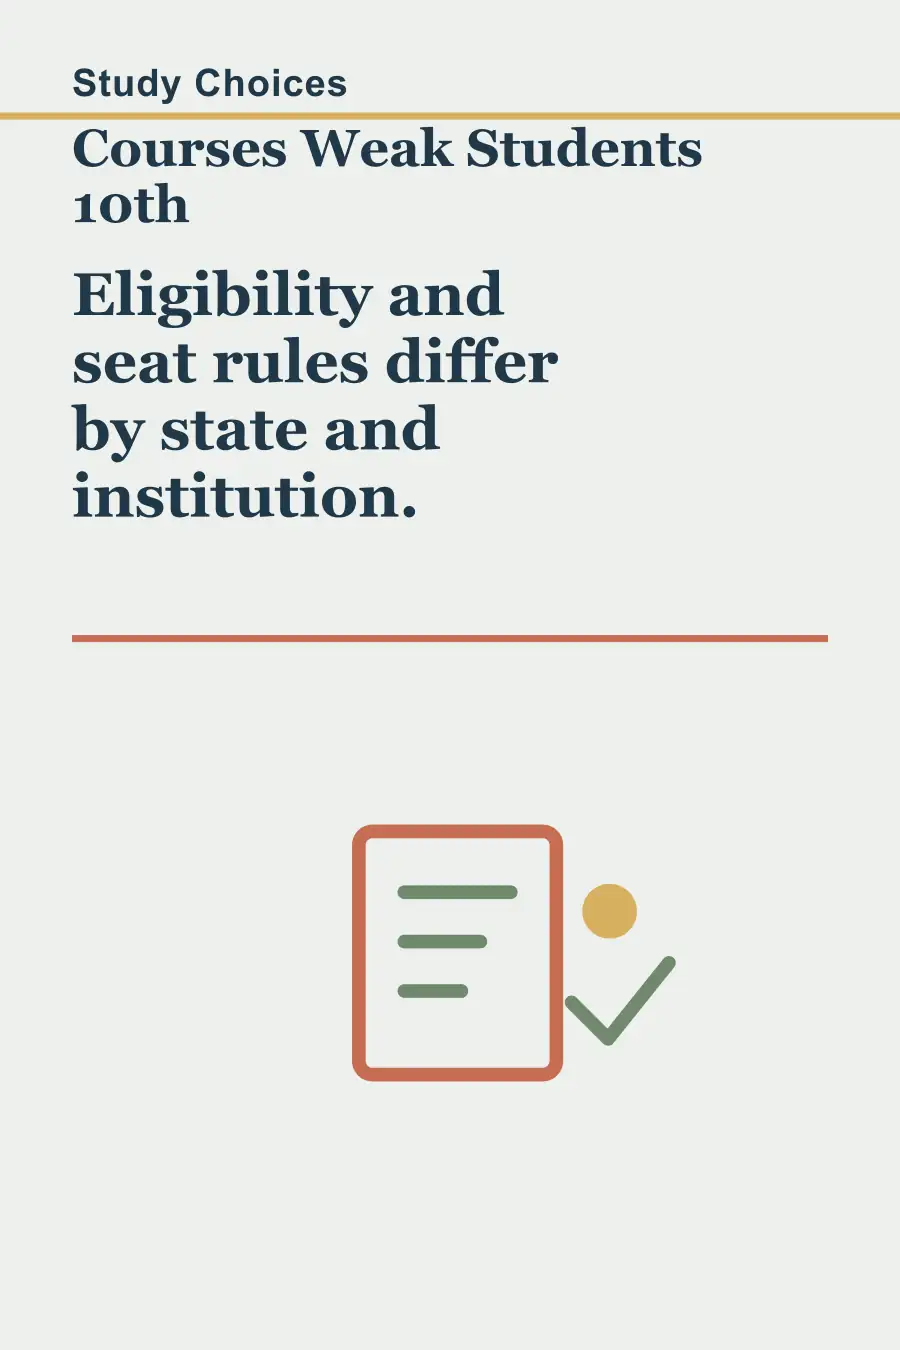 Study Choices
Courses Weak Students
10th
Eligibility and
seat rules differ
by state and
institution.